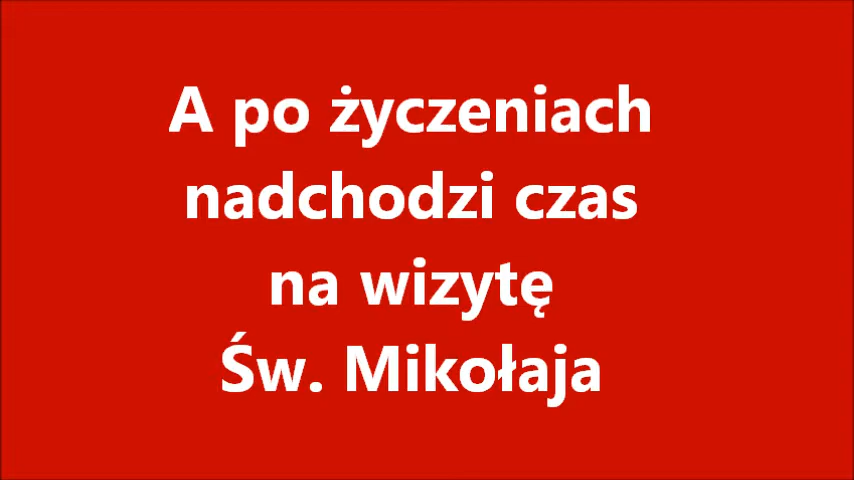 A po życzeniach
nadchodzi czas
na wizytę
Św. Mikołaja